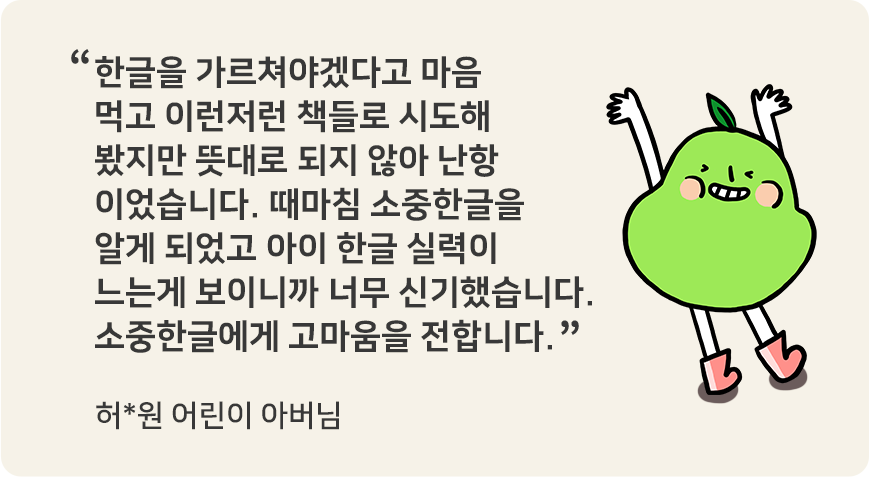 “한글을 가르쳐야겠다고 마음
먹고 이런저런 책들로 시도해
봤지만 뜻대로 되지 않아 난항
이었습니다. 때마침 소중한글을
알게 되었고 아이 한글 실력이
느는게 보이니까 너무 신기했습니다.
소중한글에게 고마움을 전합니다.”
허*원 어린이 아버님